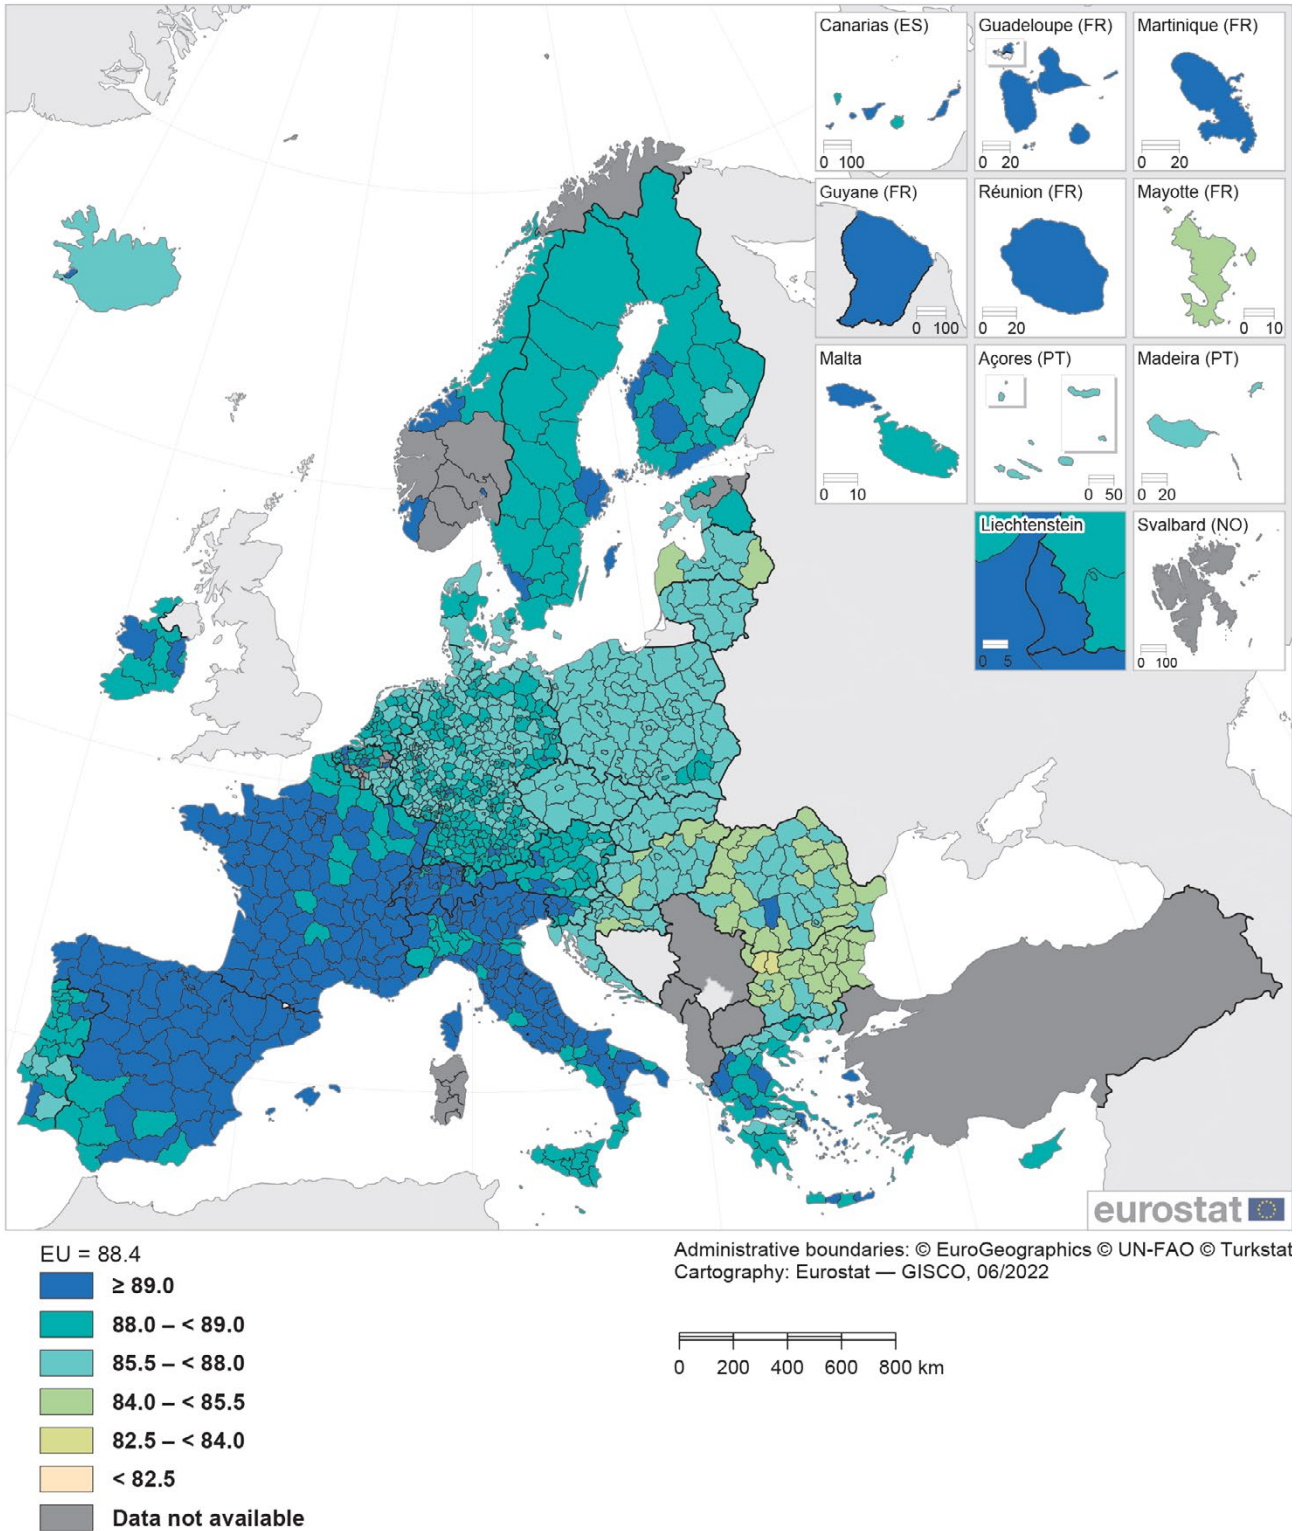 Canarias (ES)
0 100
Guadeloupe (FR)
0 20
Martinique (FR)
0 20
Guyane (FR)
0 100
Réunion (FR)
0 20
Mayotte (FR)
0 10
Malta
0 10
Açores (PT)
0 50
Madeira (PT)
0 20
Liechtenstein
0 5
Svalbard (NO)
0 100
eurostat
EU = 88.4
≥ 89.0
88.0 – < 89.0
85.5 – < 88.0
84.0 – < 85.5
82.5 – < 84.0
< 82.5
Data not available
Administrative boundaries: © EuroGeographics © UN-FAO © Turkstat
Cartography: Eurostat — GISCO, 06/2022
0 200 400 600 800 km